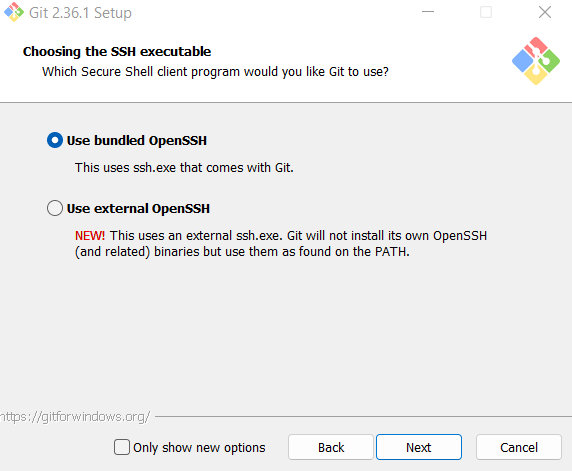 Git 2.36.1 Setup
Choosing the SSH executable
Which Secure Shell client program would you like Git to use?
Use bundled OpenSSH
This uses ssh.exe that comes with Git.
Use external OpenSSH
NEW! This uses an external ssh.exe. Git will not install its own OpenSSH
(and related) binaries but use them as found on the PATH.
https://gitforwindows.org/
Only show new options
Back
Next
Cancel